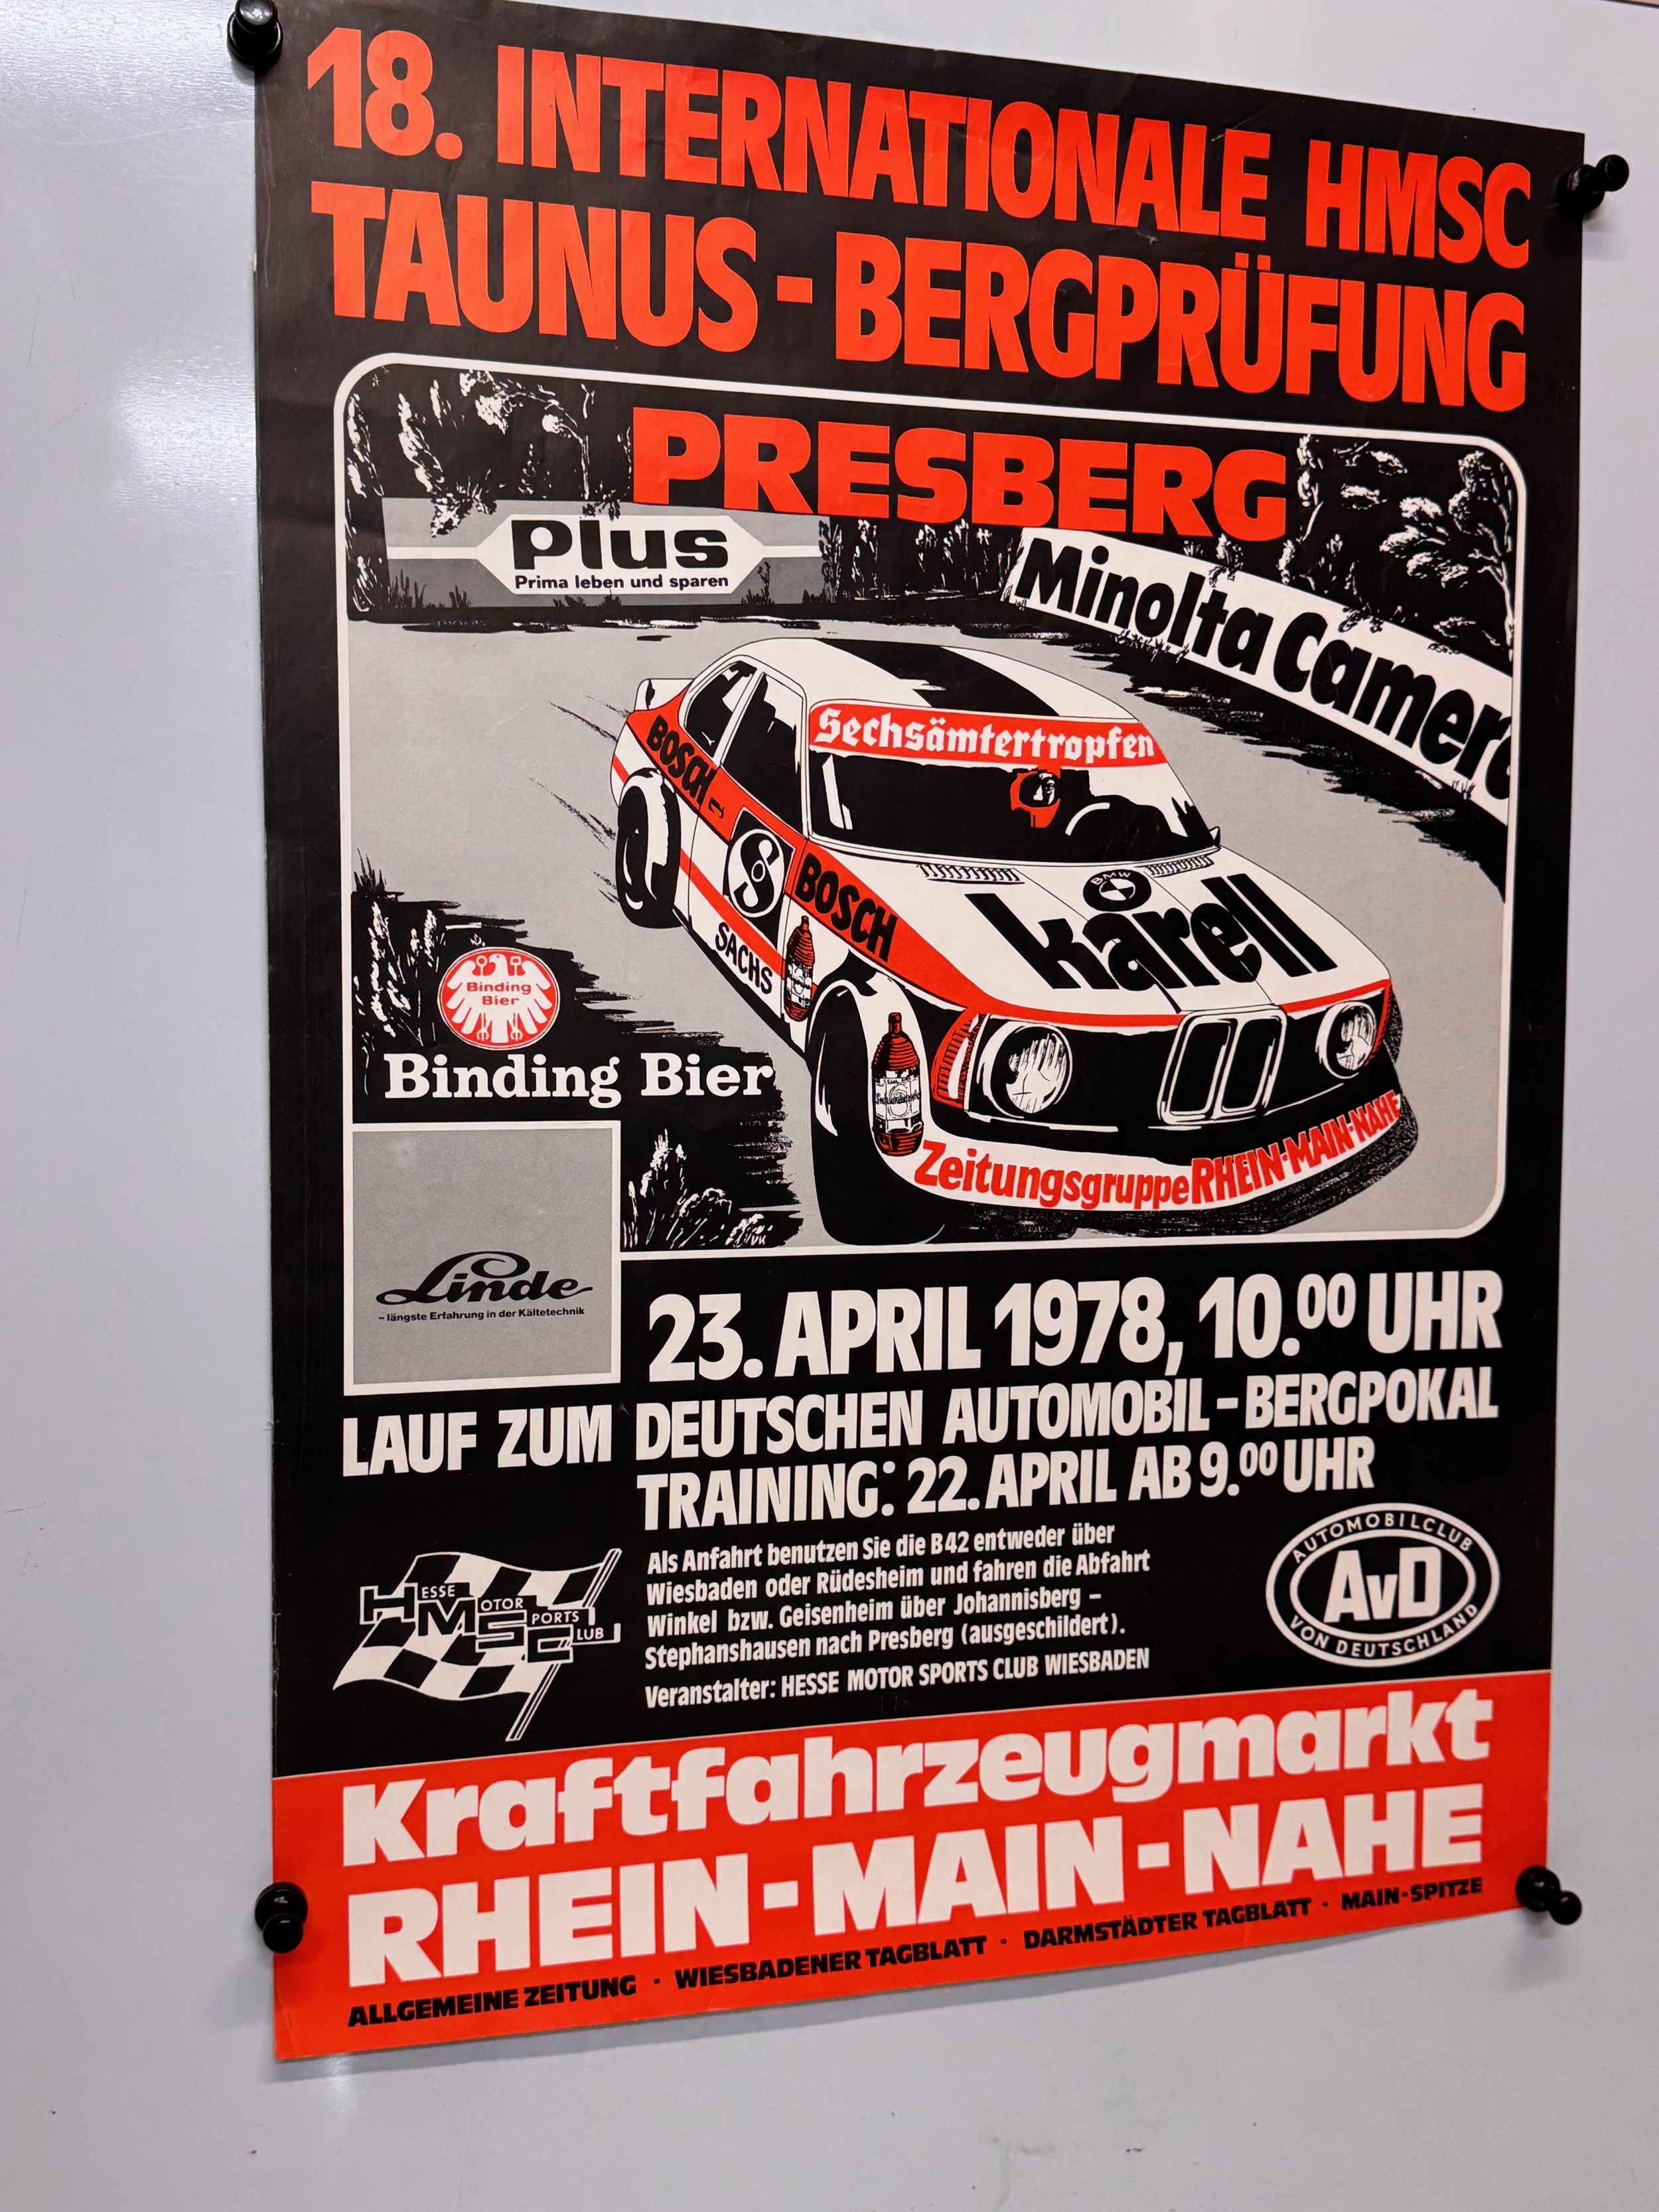 18. INTERNATIONALE HMSC
TAUNUS-BERGPRÜFUNG
PRESBERG
Plus
Prima leben und sparen
Minolta Camera
Sechsämtertropfen
BOSCH
S
BOSCH
SACHS
BMW
karell
Binding
Bier
Binding Bier
Zeitungsgruppe RHEIN-MAIN-NAHE
Linde
– längste Erfahrung in der Kältetechnik
23. APRIL 1978, 10.00 UHR
LAUF ZUM DEUTSCHEN AUTOMOBIL-BERGPOKAL
TRAINING: 22. APRIL AB 9.00 UHR
Als Anfahrt benutzen Sie die B42 entweder über
Wiesbaden oder Rüdesheim und fahren die Abfahrt
Winkel bzw. Geisenheim über Johannisberg –
Stephanshausen nach Presberg (ausgeschildert).
Veranstalter: HESSE MOTOR SPORTS CLUB WIESBADEN
HESSE
MOTOR
SPORTS
CLUB
AUTOMOBILCLUB
AvD
VON DEUTSCHLAND
Kraftfahrzeugmarkt
RHEIN-MAIN-NAHE
ALLGEMEINE ZEITUNG · WIESBADENER TAGBLATT · DARMSTÄDTER TAGBLATT · MAIN-SPITZE